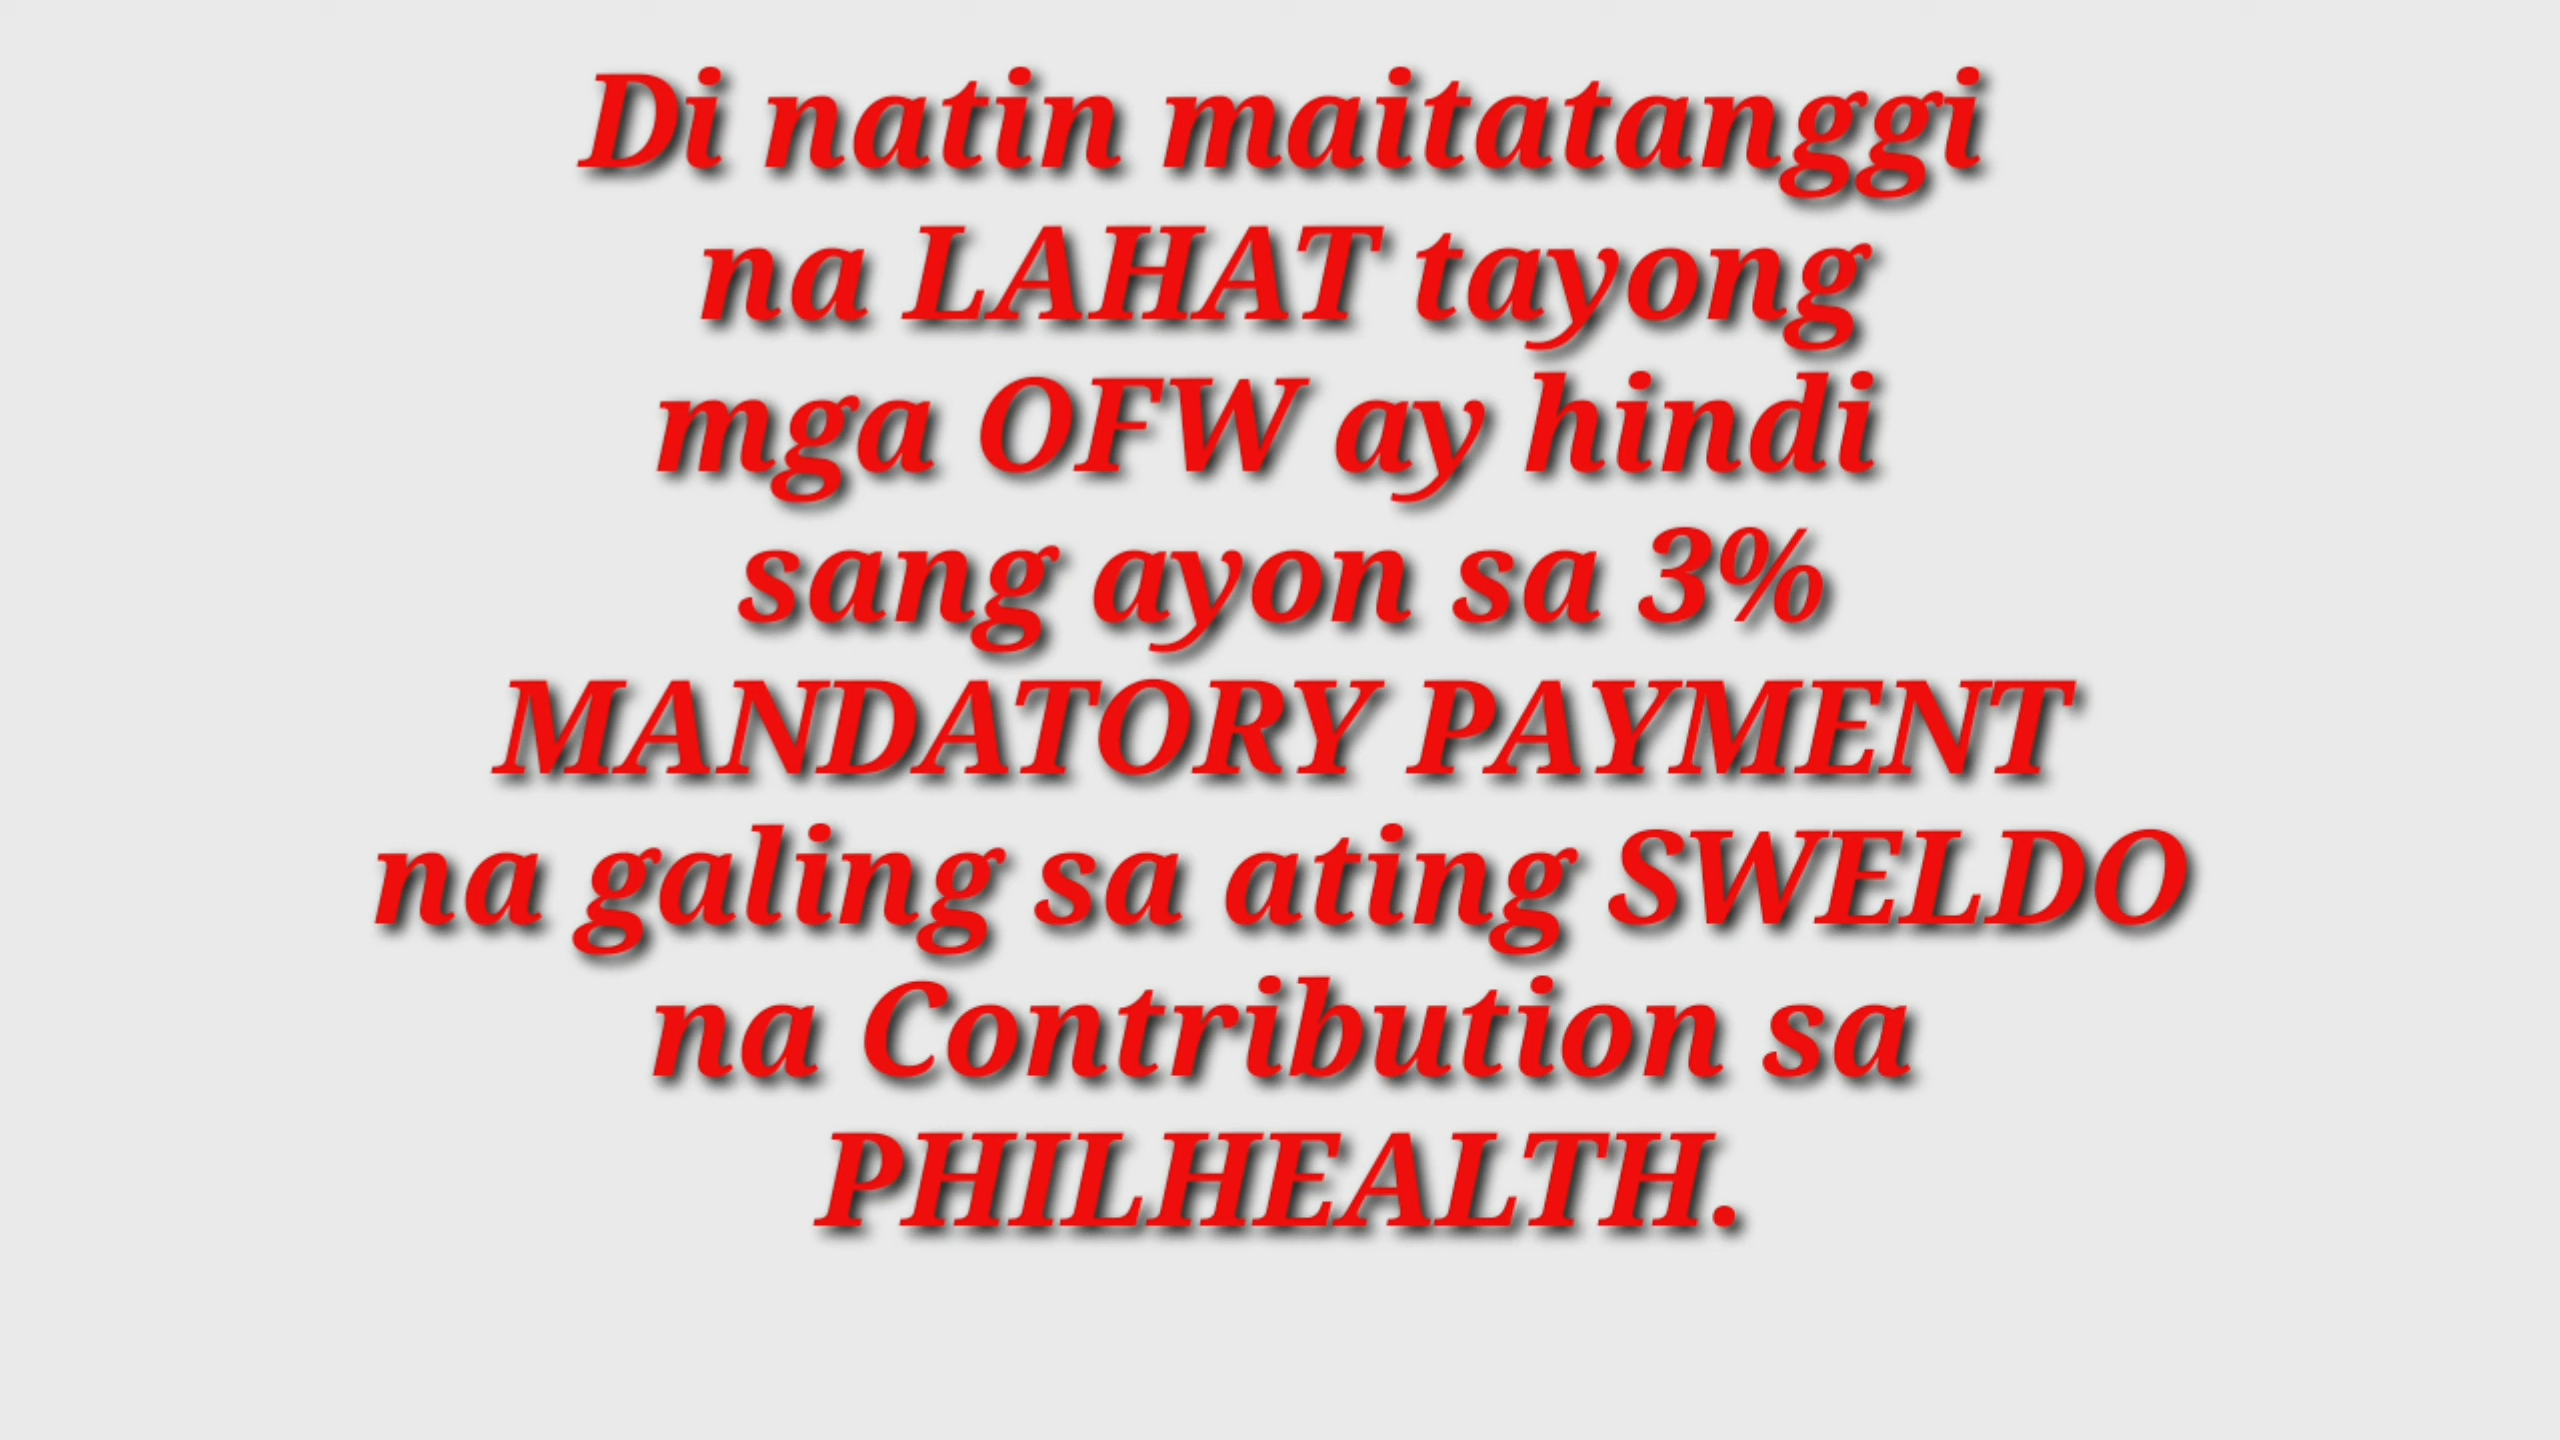 Di natin maitatanggi
na LAHAT tayong
mga OFW ay hindi
sang ayon sa 3%
MANDATORY PAYMENT
na galing sa ating SWELDO
na Contribution sa
PHILHEALTH.